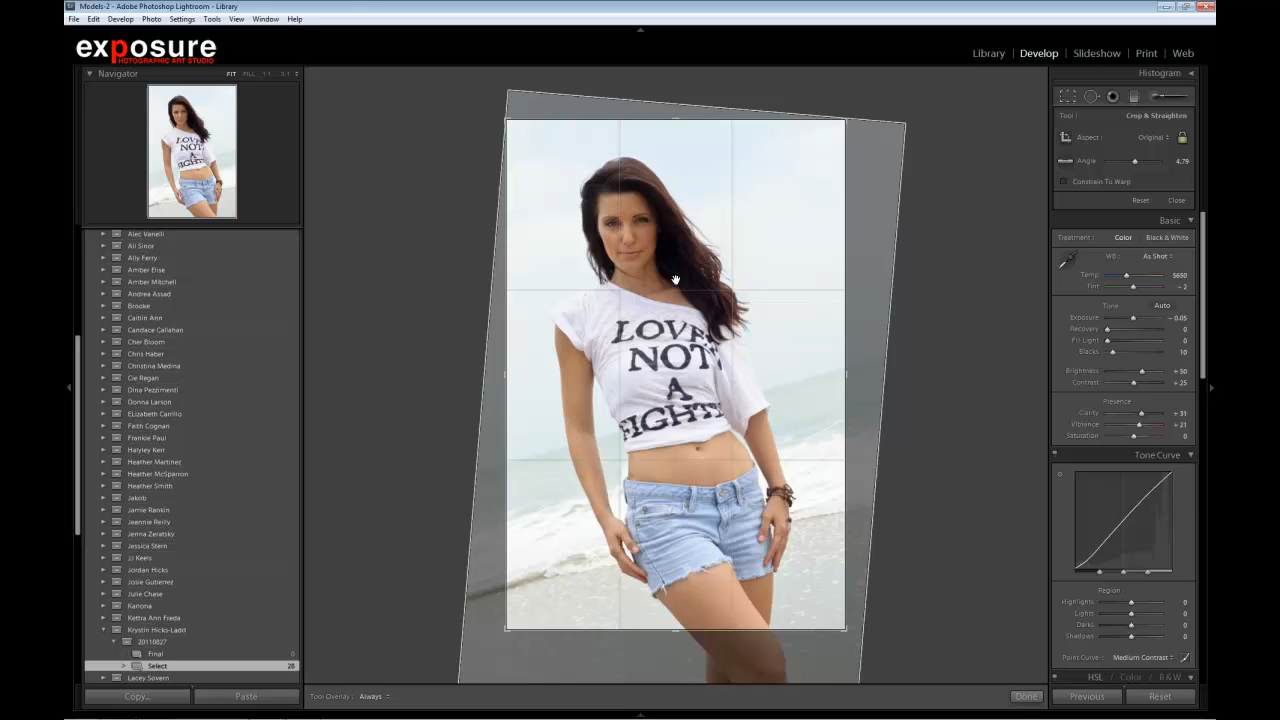 Models-2 - Adobe Photoshop Lightroom - Library
File Edit Develop Photo Settings Tools View Window Help
exposure
PHOTOGRAPHIC ART STUDIO
Library | Develop | Slideshow | Print | Web
Navigator FIT FILL 1:1 3:1
Histogram
Tool: Crop & Straighten
Aspect: Original
Angle 4.79
Constrain To Warp
Reset Close
Basic
Treatment: Color Black & White
WB: As Shot
Temp 5650
Tint - 2
Tone Auto
Exposure - 0.05
Recovery 0
Fill Light 0
Blacks 10
Brightness + 50
Contrast + 25
Presence
Clarity + 31
Vibrance + 21
Saturation 0
Tone Curve
Region
Highlights 0
Lights 0
Darks 0
Shadows 0
Point Curve: Medium Contrast
HSL / Color / B & W
Previous Reset
Alec Vanelli
Ali Sinor
Ally Ferry
Amber Elise
Amber Mitchell
Andrea Assad
Brooke
Caitlin Ann
Candace Callahan
Cher Bloom
Chris Haber
Christina Medina
Cie Regan
Dina Pezzimenti
Donna Larson
ELizabeth Carrillo
Faith Cognan
Frankie Paul
Halyley Kerr
Heather Martinez
Heather McSparron
Heather Smith
Jakob
Jamie Rankin
Jeannie Reilly
Jenna Zeratsky
Jessica Stern
JJ Keels
Jordan Hicks
Josie Gutierrez
Julie Chase
Kariona
Kettra Ann Freda
Krystin Hicks-Ladd
20110827
Final 0
Select 28
Lacey Sovern
Copy... Paste
LOVE
NOT
A
FIGHT
LOVE
NOT
A
Tool Overlay: Always
Done